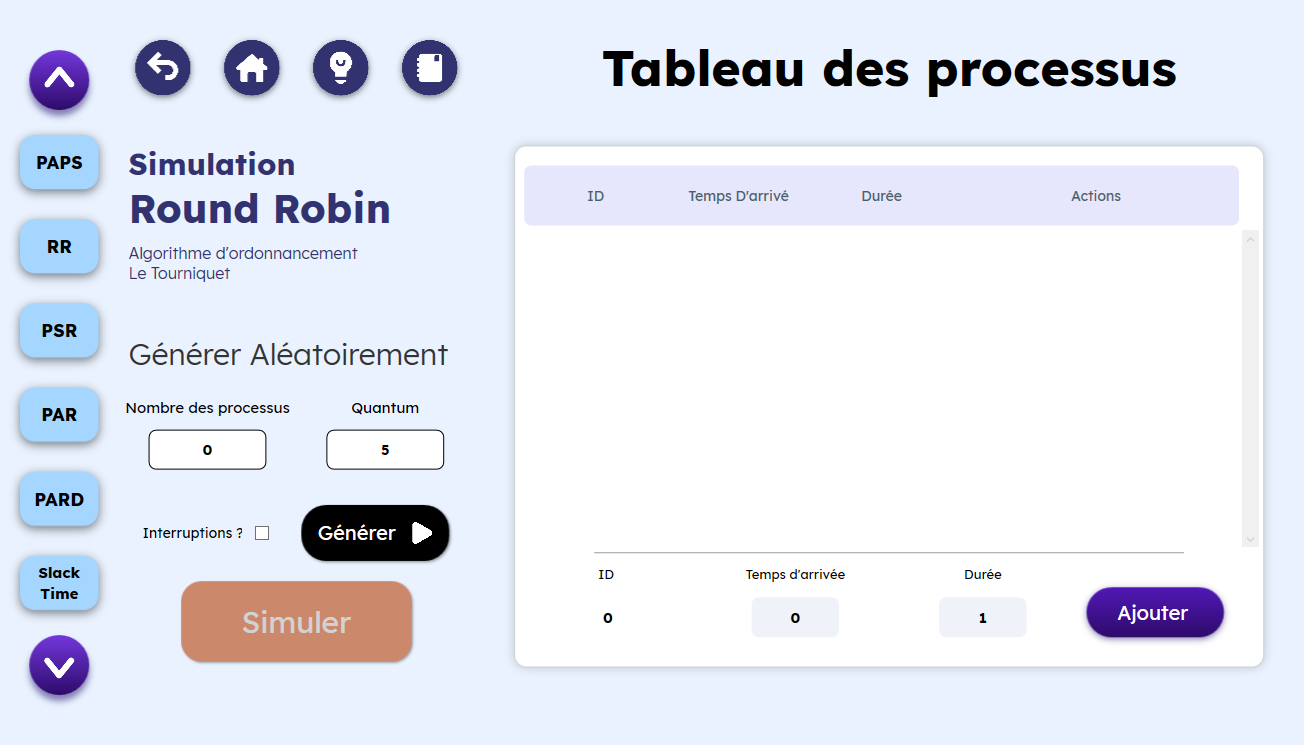 Tableau des processus
PAPS
RR
PSR
PAR
PARD
Slack
Time
Simulation
Round Robin
Algorithme d'ordonnancement
Le Tourniquet
Générer Aléatoirement
Nombre des processus Quantum
0 5
Interruptions ? Générer
Simuler
ID Temps D'arrivé Durée Actions
ID Temps d'arrivée Durée
0 0 1 Ajouter